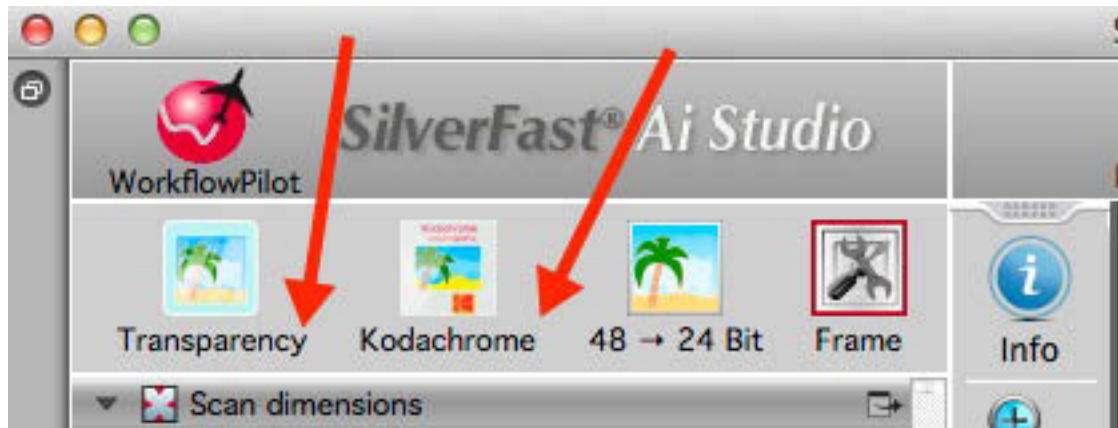 SilverFast® Ai Studio
WorkflowPilot
Transparency
Kodachrome
48 → 24 Bit
Frame
Info
Scan dimensions